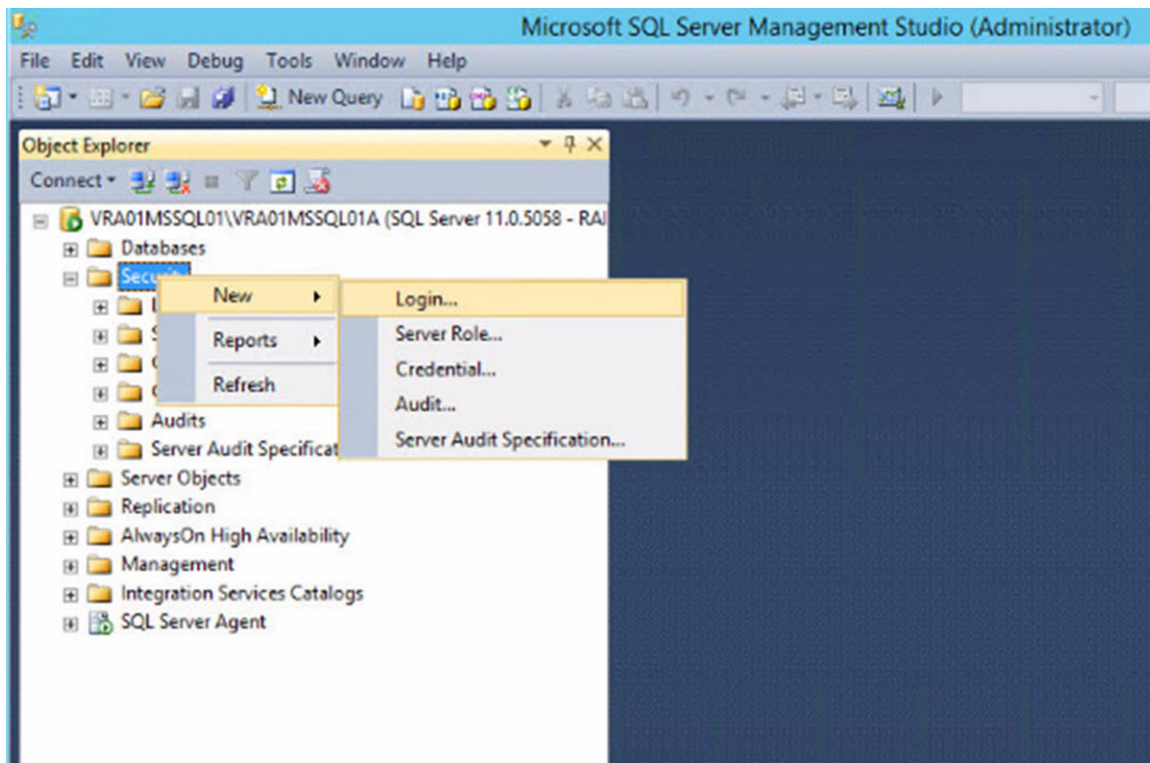 Microsoft SQL Server Management Studio (Administrator)
File Edit View Debug Tools Window Help
New Query
Object Explorer
Connect
VRA01MSSQL01\VRA01MSSQL01A (SQL Server 11.0.5058 - RAI
Databases
Security
New
Login...
Server Role...
Reports
Credential...
Refresh
Audit...
Audits
Server Audit Specification...
Server Audit Specificat
Server Objects
Replication
AlwaysOn High Availability
Management
Integration Services Catalogs
SQL Server Agent